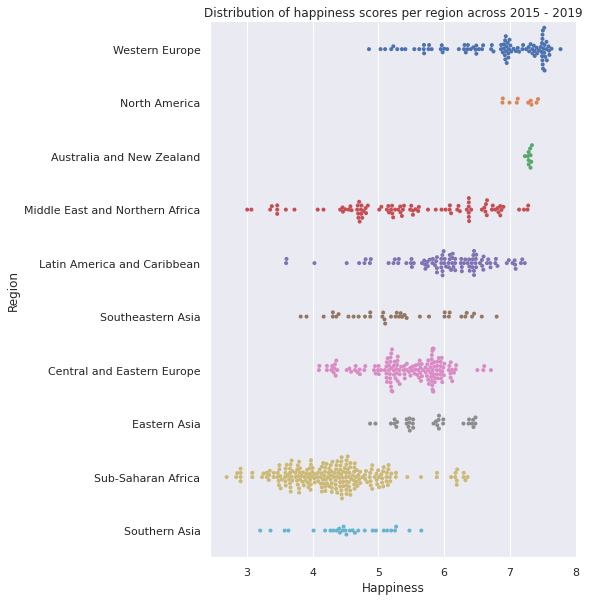 Distribution of happiness scores per region across 2015 - 2019
Western Europe
North America
Australia and New Zealand
Middle East and Northern Africa
Latin America and Caribbean
Southeastern Asia
Central and Eastern Europe
Eastern Asia
Sub-Saharan Africa
Southern Asia
Region
3 4 5 6 7 8
Happiness